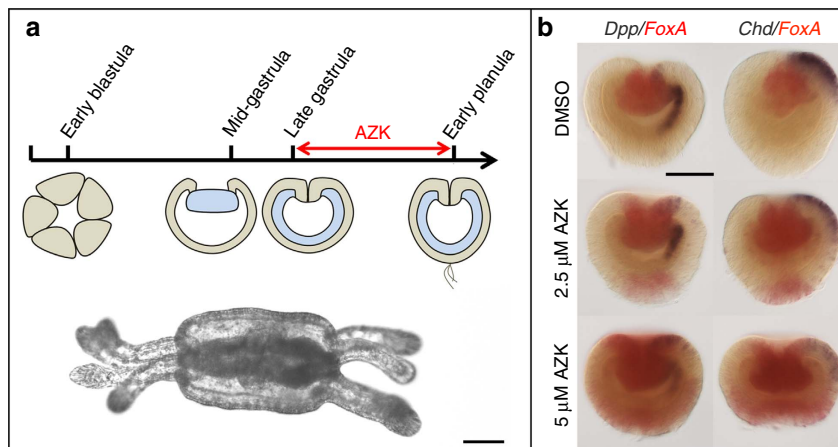 a
Early blastula
Mid-gastrula
Late gastrula
Early planula
AZK
b
Dpp/FoxA
Chd/FoxA
DMSO
2.5 μM AZK
5 μM AZK